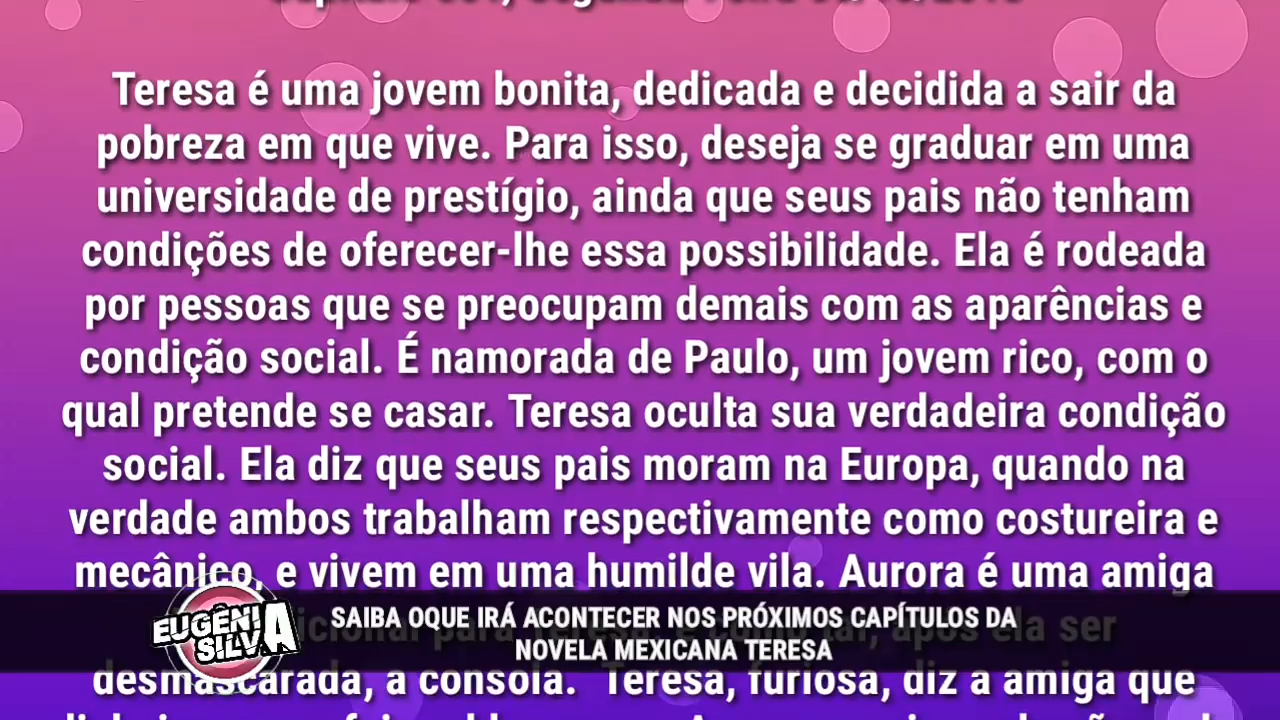 Teresa é uma jovem bonita, dedicada e decidida a sair da
pobreza em que vive. Para isso, deseja se graduar em uma
universidade de prestígio, ainda que seus pais não tenham
condições de oferecer-lhe essa possibilidade. Ela é rodeada
por pessoas que se preocupam demais com as aparências e
condição social. É namorada de Paulo, um jovem rico, com o
qual pretende se casar. Teresa oculta sua verdadeira condição
social. Ela diz que seus pais moram na Europa, quando na
verdade ambos trabalham respectivamente como costureira e
mecânico, e vivem em uma humilde vila. Aurora é uma amiga
para após ela ser
EUGÊNI
SILVA
SAIBA OQUE IRÁ ACONTECER NOS PRÓXIMOS CAPÍTULOS DA
NOVELA MEXICANA TERESA
desmascarada, a consola. Teresa, furiosa, diz a amiga que